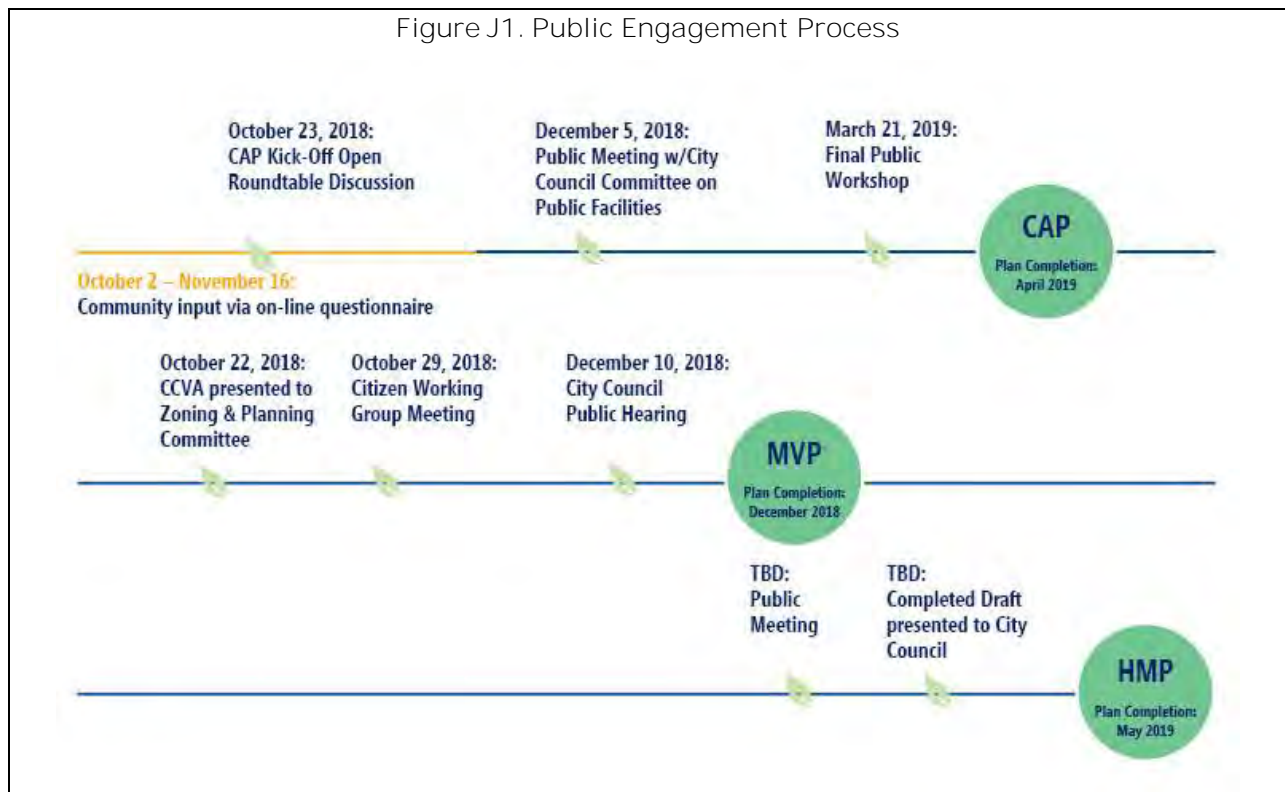 Figure J1. Public Engagement Process
October 23, 2018:
CAP Kick-Off Open
Roundtable Discussion
December 5, 2018:
Public Meeting w/City
Council Committee on
Public Facilities
March 21, 2019:
Final Public
Workshop
CAP
Plan Completion:
April 2019
October 2 – November 16:
Community input via on-line questionnaire
October 22, 2018:
CCVA presented to
Zoning & Planning
Committee
October 29, 2018:
Citizen Working
Group Meeting
December 10, 2018:
City Council
Public Hearing
MVP
Plan Completion:
December 2018
TBD:
Public
Meeting
TBD:
Completed Draft
presented to City
Council
HMP
Plan Completion:
May 2019